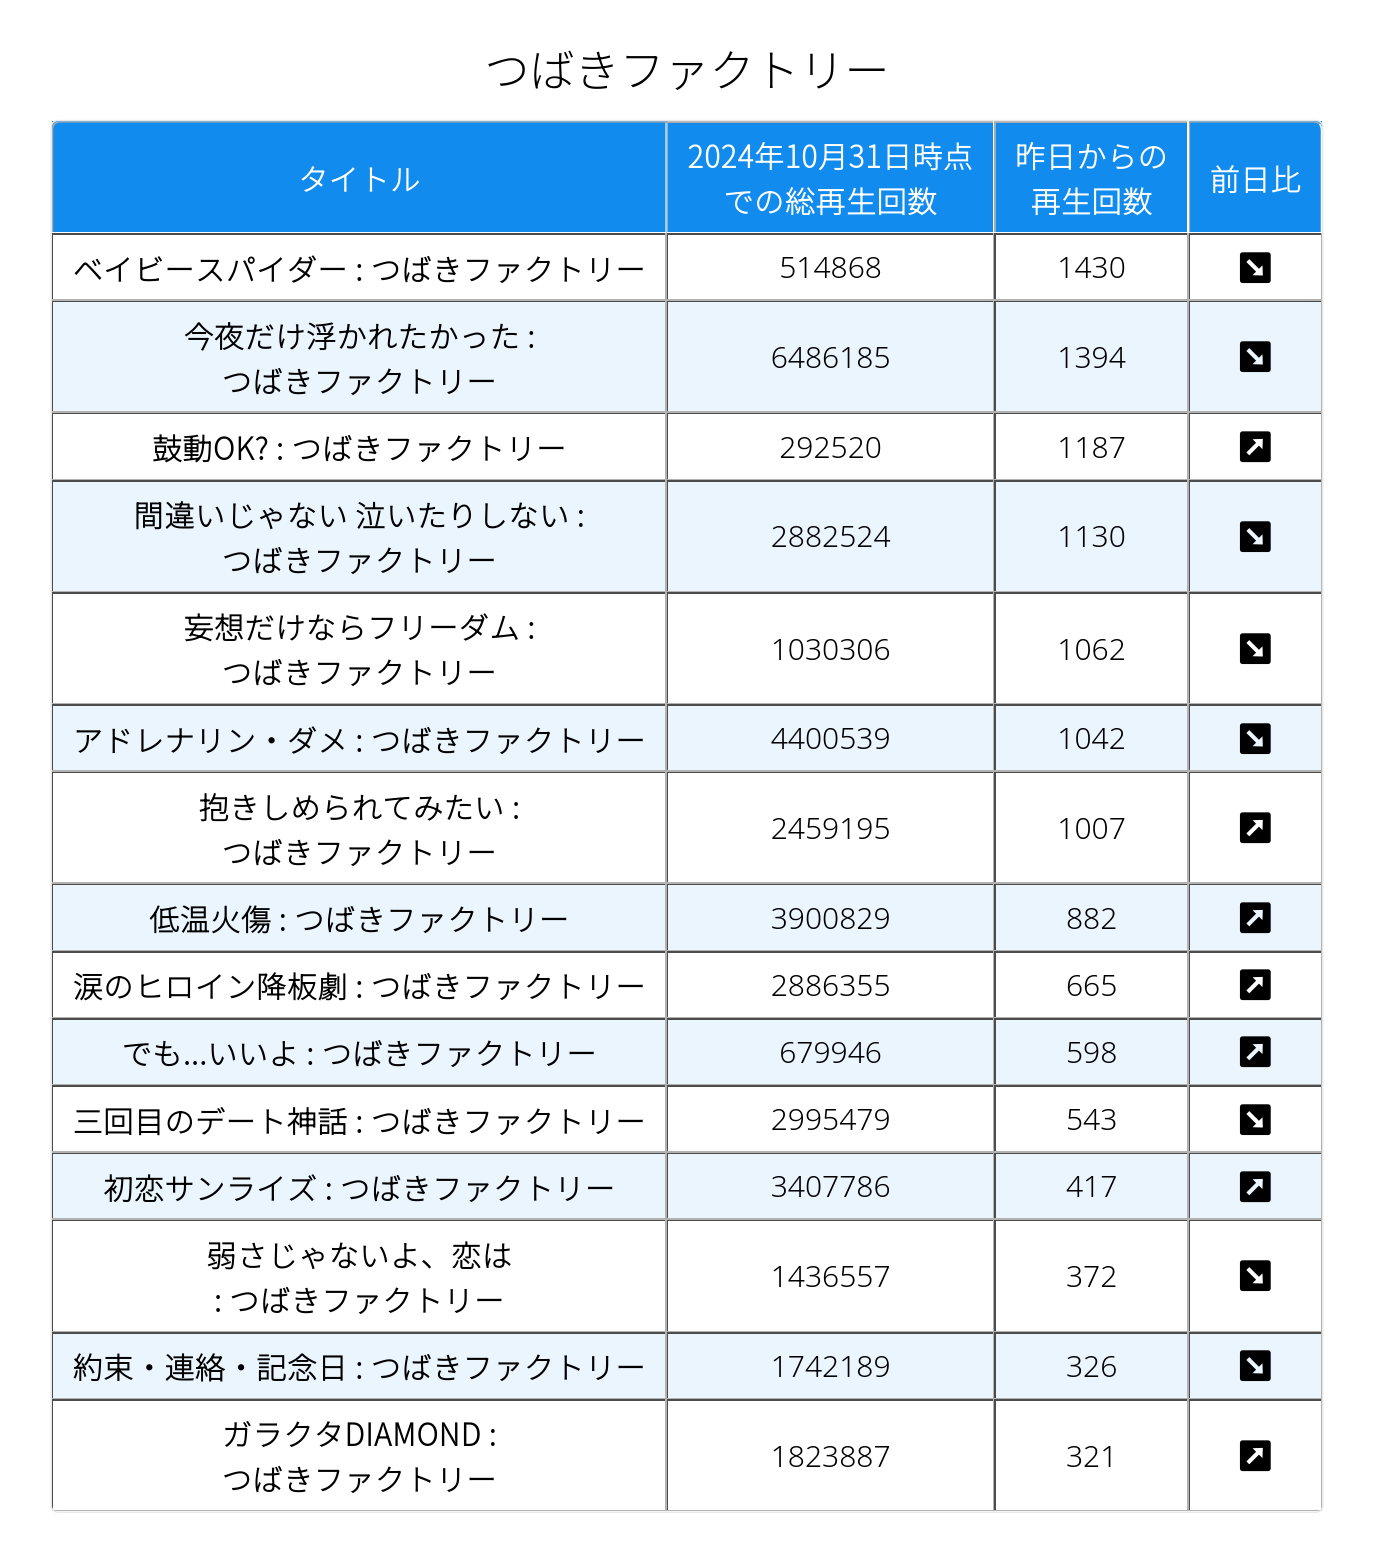 つばきファクトリー
タイトル
2024年10月31日時点
での総再生回数
昨日からの
再生回数
前日比
ベイビースパイダー : つばきファクトリー
514868
1430
今夜だけ浮かれたかった :
つばきファクトリー
6486185
1394
鼓動OK? : つばきファクトリー
292520
1187
間違いじゃない 泣いたりしない :
つばきファクトリー
2882524
1130
妄想だけならフリーダム :
つばきファクトリー
1030306
1062
アドレナリン・ダメ : つばきファクトリー
4400539
1042
抱きしめられてみたい :
つばきファクトリー
2459195
1007
低温火傷 : つばきファクトリー
3900829
882
涙のヒロイン降板劇 : つばきファクトリー
2886355
665
でも...いいよ : つばきファクトリー
679946
598
三回目のデート神話 : つばきファクトリー
2995479
543
初恋サンライズ : つばきファクトリー
3407786
417
弱さじゃないよ、恋は
: つばきファクトリー
1436557
372
約束・連絡・記念日 : つばきファクトリー
1742189
326
ガラクタDIAMOND :
つばきファクトリー
1823887
321